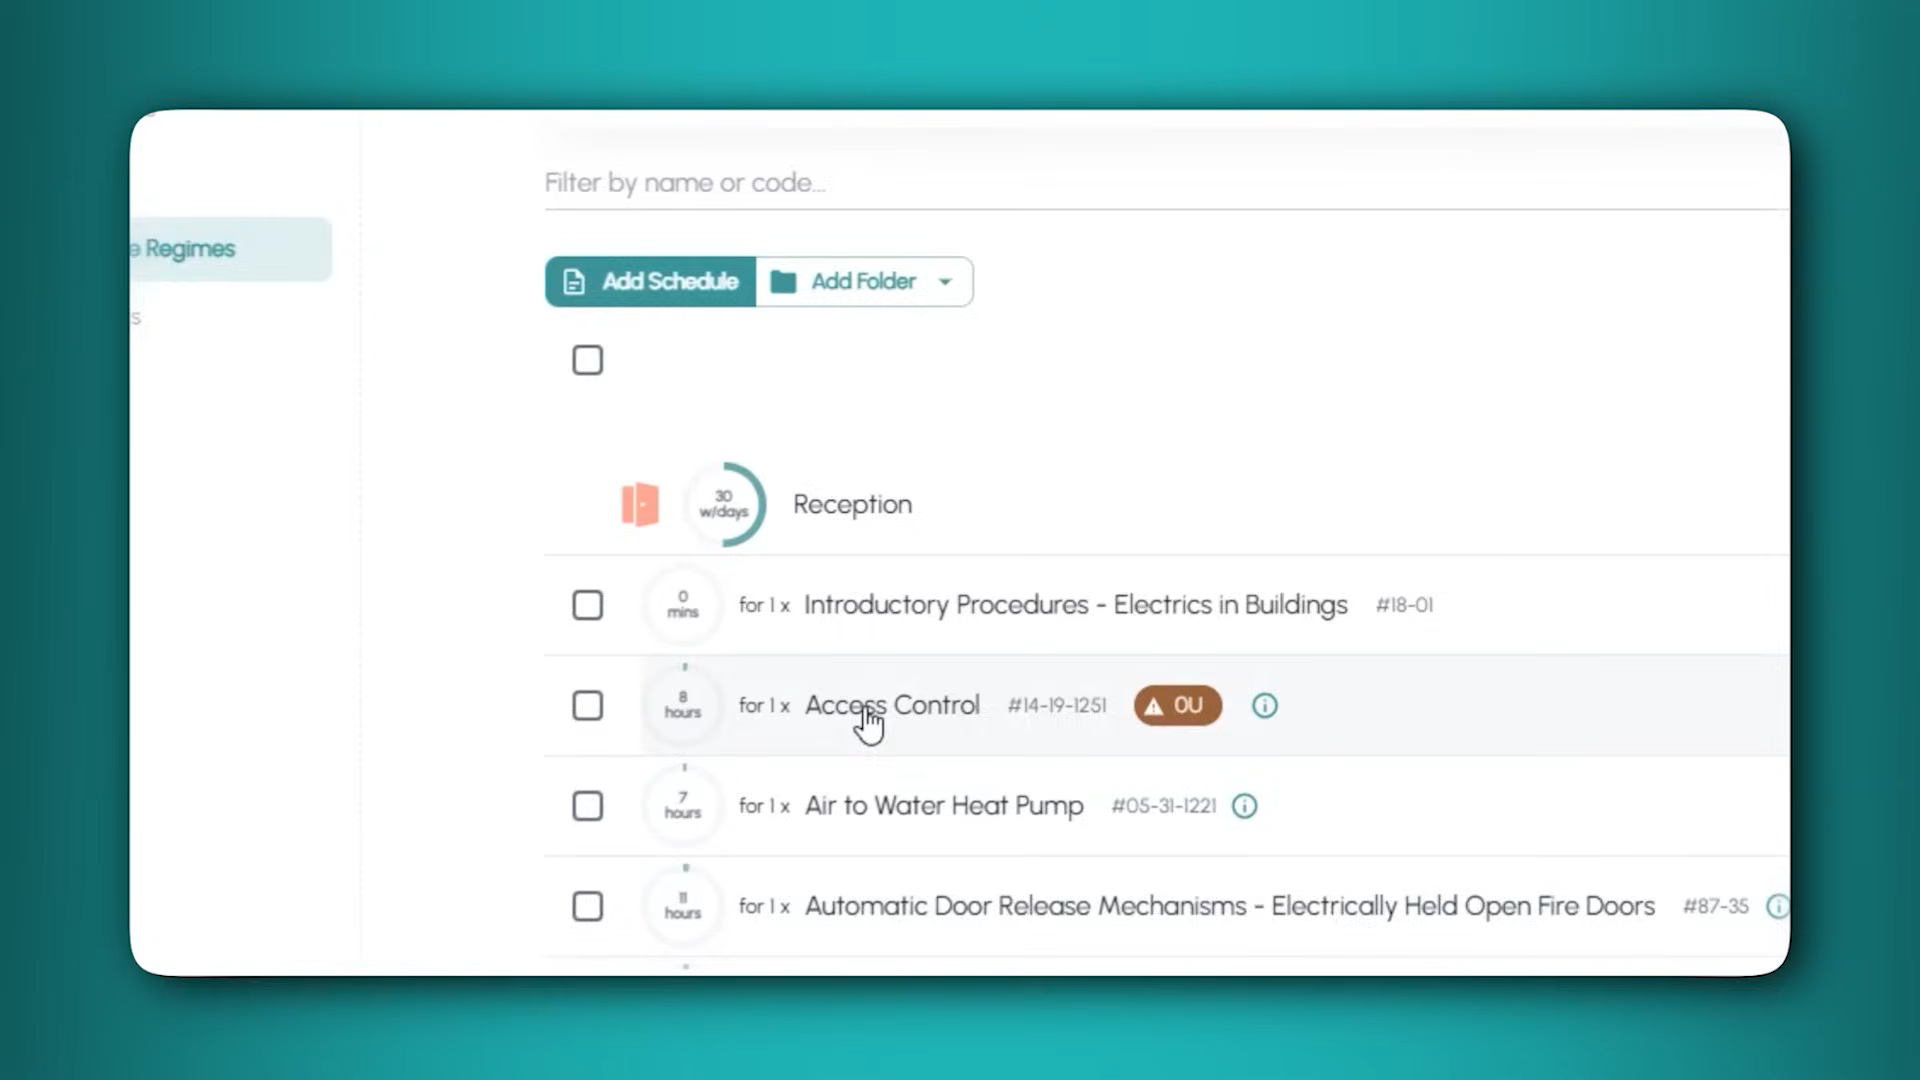 Filter by name or code...
e Regimes
Add Schedule
Add Folder
s
30 w/days
Reception
0 mins
for 1 x Introductory Procedures - Electrics in Buildings #18-01
8 hours
for 1 x Access Control #14-19-1251 OU
7 hours
for 1 x Air to Water Heat Pump #05-31-1221
11 hours
for 1 x Automatic Door Release Mechanisms - Electrically Held Open Fire Doors #87-35